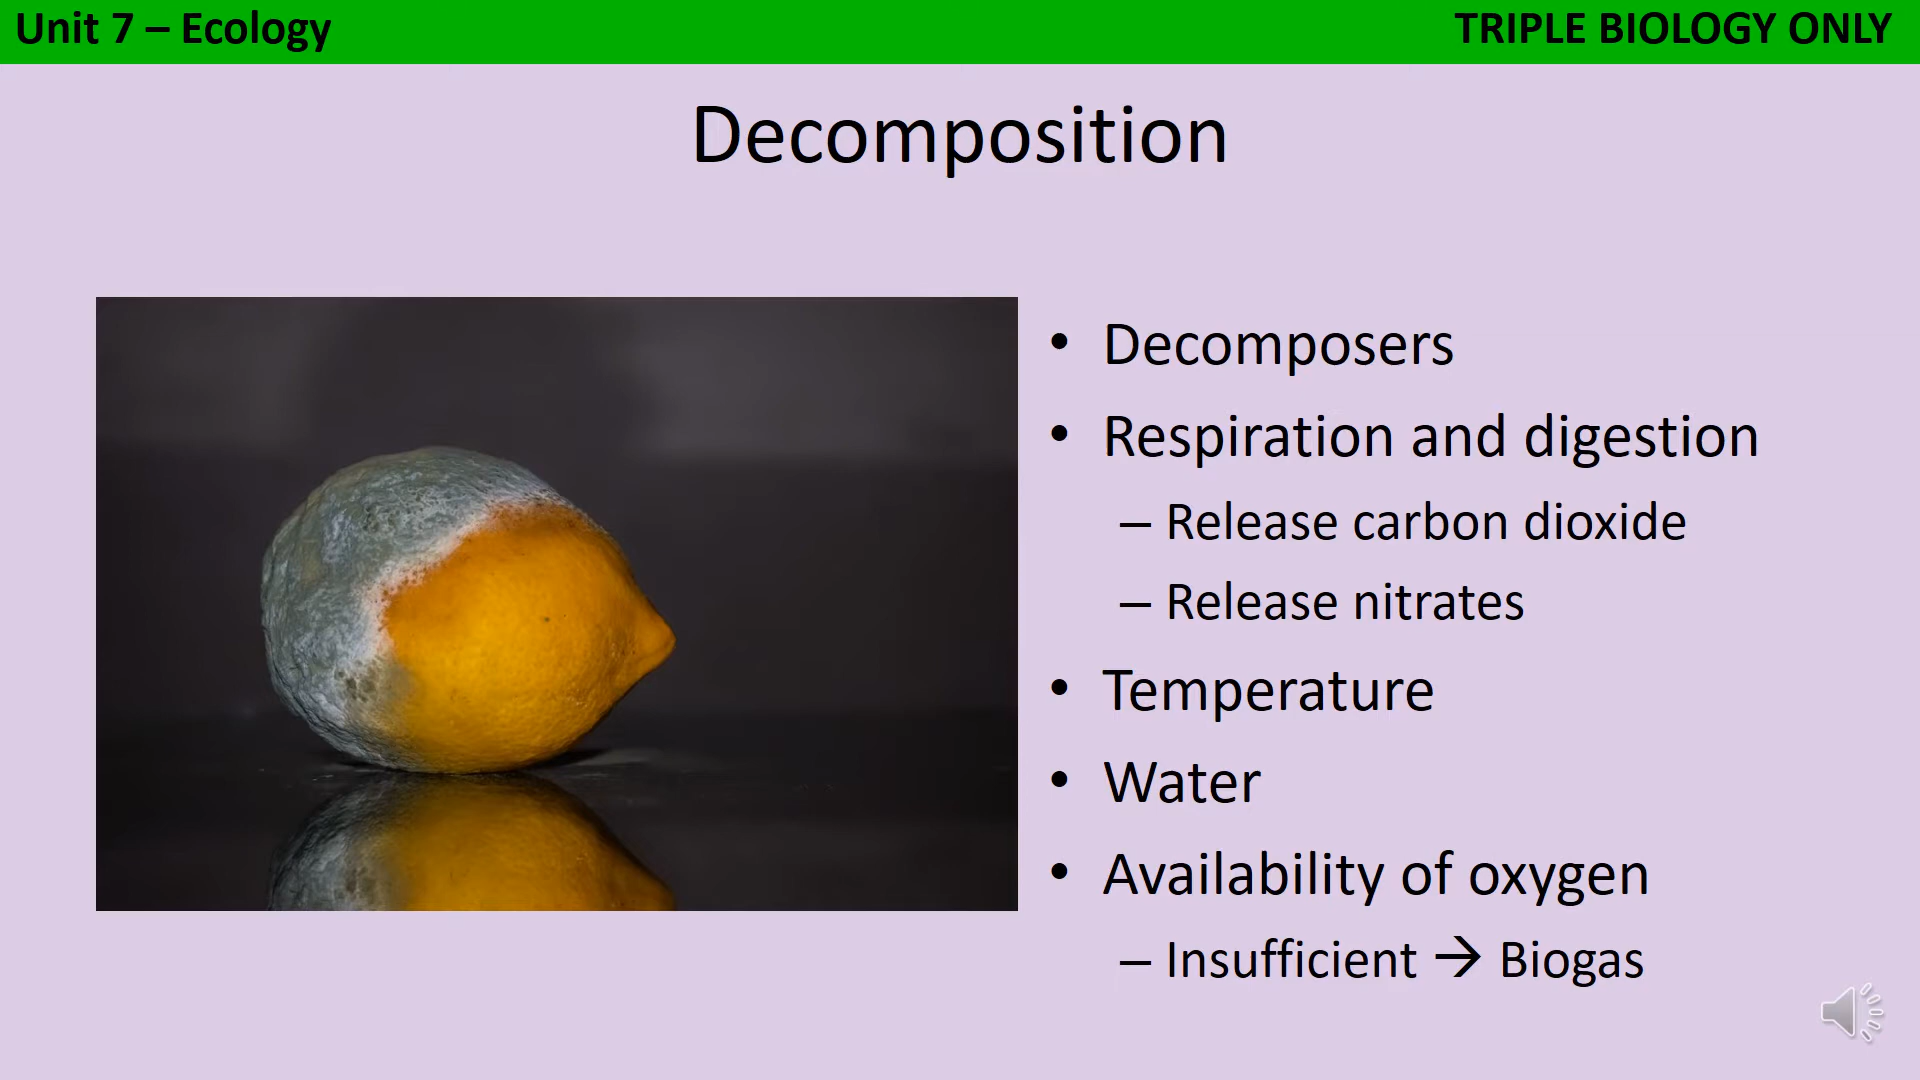 Unit 7 – Ecology
TRIPLE BIOLOGY ONLY
Decomposition
• Decomposers
• Respiration and digestion
– Release carbon dioxide
– Release nitrates
• Temperature
• Water
• Availability of oxygen
– Insufficient → Biogas